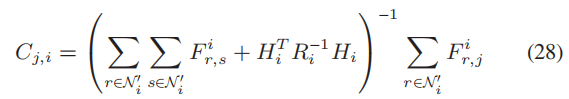 $$C_{j,i} = \left( \sum_{r \in \mathcal{N}_i'} \sum_{s \in \mathcal{N}_i'} F_{r,s}^{i} + H_i^T R_i^{-1} H_i \right)^{-1} \sum_{r \in \mathcal{N}_i'} F_{r,j}^{i} \quad (28)$$